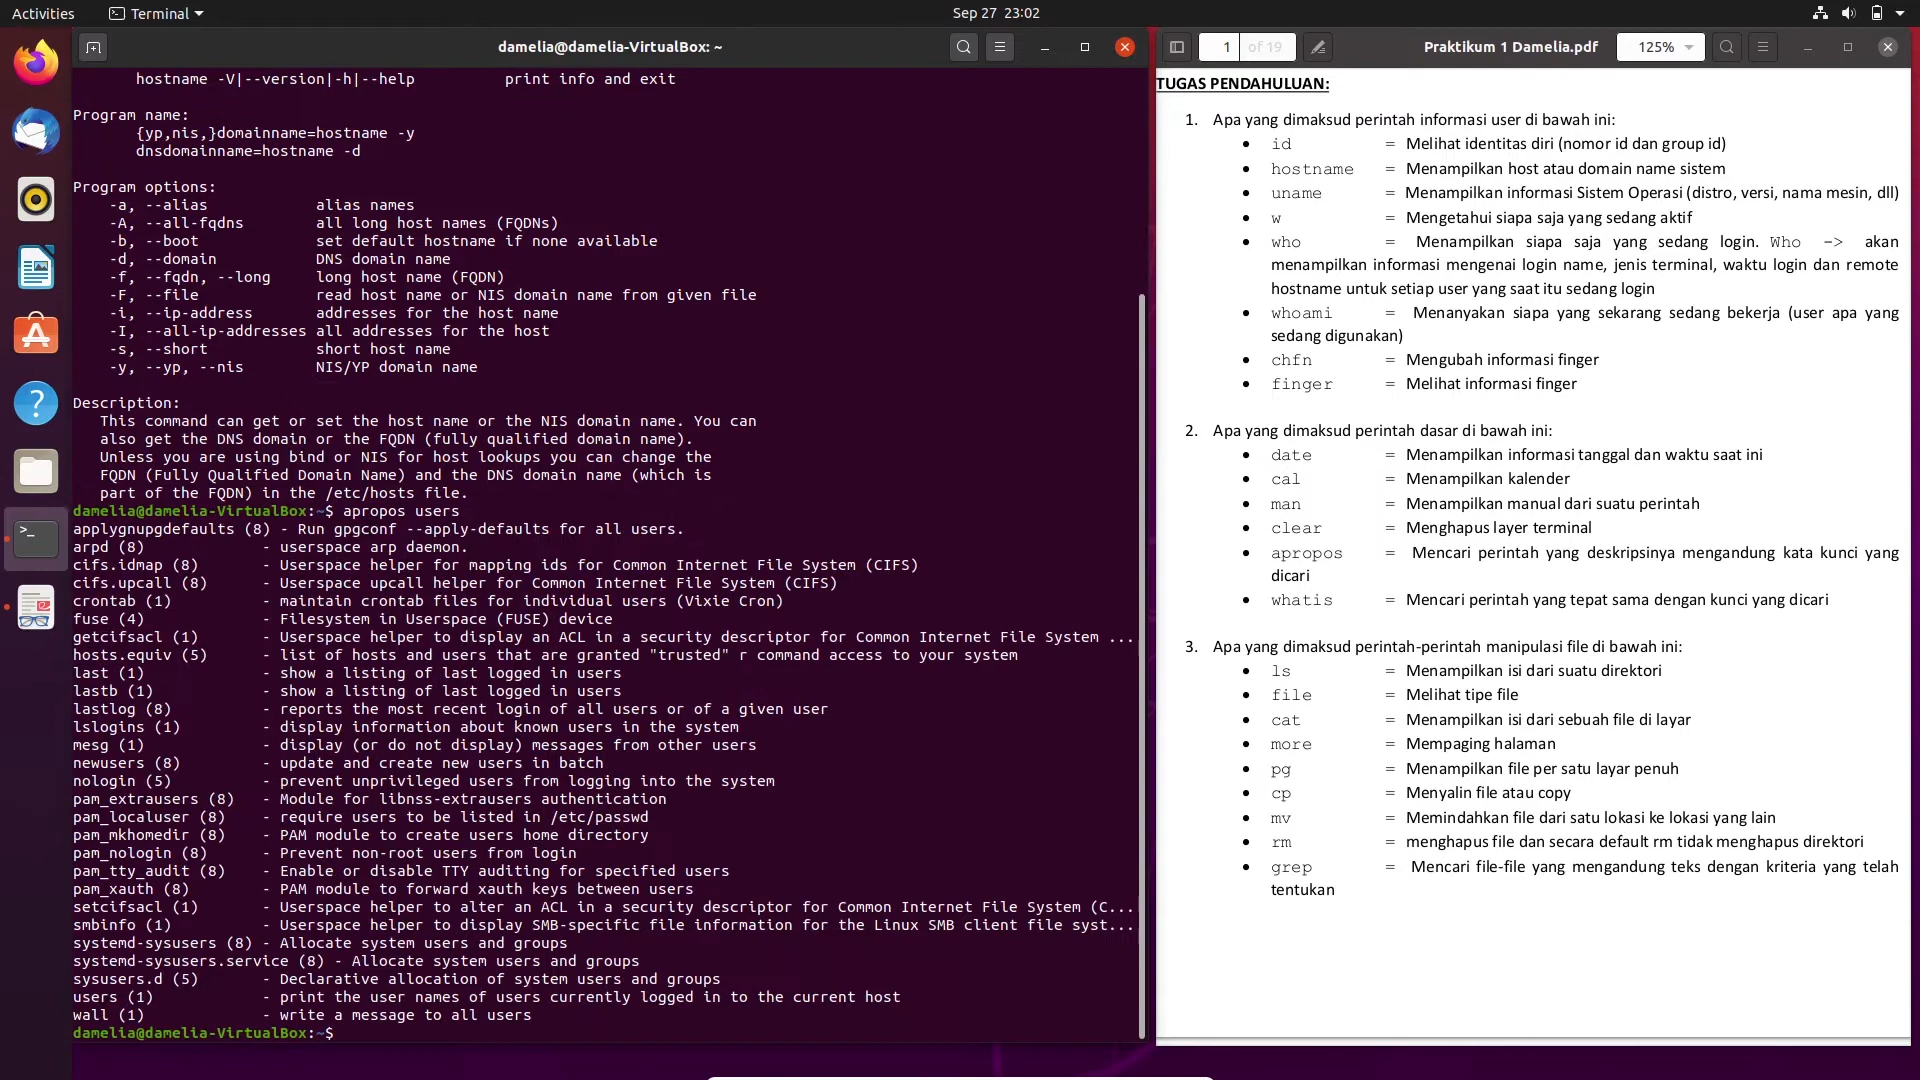 Activities
Terminal
Sep 27 23:02
damelia@damelia-VirtualBox: ~
hostname -V|--version|-h|--help print info and exit
Program name:
{yp,nis,}domainname=hostname -y
dnsdomainname=hostname -d
Program options:
-a, --alias alias names
-A, --all-fqdns all long host names (FQDNs)
-b, --boot set default hostname if none available
-d, --domain DNS domain name
-f, --fqdn, --long long host name (FQDN)
-F, --file read host name or NIS domain name from given file
-i, --ip-address addresses for the host name
-I, --all-ip-addresses all addresses for the host
-s, --short short host name
-y, --yp, --nis NIS/YP domain name
Description:
This command can get or set the host name or the NIS domain name. You can
also get the DNS domain or the FQDN (fully qualified domain name).
Unless you are using bind or NIS for host lookups you can change the
FQDN (Fully Qualified Domain Name) and the DNS domain name (which is
part of the FQDN) in the /etc/hosts file.
damelia@damelia-VirtualBox:~$ apropos users
applygnupgdefaults (8) - Run gpgconf --apply-defaults for all users.
arpd (8) - userspace arp daemon.
cifs.idmap (8) - Userspace helper for mapping ids for Common Internet File System (CIFS)
cifs.upcall (8) - Userspace upcall helper for Common Internet File System (CIFS)
crontab (1) - maintain crontab files for individual users (Vixie Cron)
fuse (4) - Filesystem in Userspace (FUSE) device
getcifsacl (1) - Userspace helper to display an ACL in a security descriptor for Common Internet File System ...
hosts.equiv (5) - list of hosts and users that are granted "trusted" r command access to your system
last (1) - show a listing of last logged in users
lastb (1) - show a listing of last logged in users
lastlog (8) - reports the most recent login of all users or of a given user
lslogins (1) - display information about known users in the system
mesg (1) - display (or do not display) messages from other users
newusers (8) - update and create new users in batch
nologin (5) - prevent unprivileged users from logging into the system
pam_extrausers (8) - Module for libnss-extrausers authentication
pam_localuser (8) - require users to be listed in /etc/passwd
pam_mkhomedir (8) - PAM module to create users home directory
pam_nologin (8) - Prevent non-root users from login
pam_tty_audit (8) - Enable or disable TTY auditing for specified users
pam_xauth (8) - PAM module to forward xauth keys between users
setcifsacl (1) - Userspace helper to alter an ACL in a security descriptor for Common Internet File System (C...
smbinfo (1) - Userspace helper to display SMB-specific file information for the Linux SMB client file syst...
systemd-sysusers (8) - Allocate system users and groups
systemd-sysusers.service (8) - Allocate system users and groups
sysusers.d (5) - Declarative allocation of system users and groups
users (1) - print the user names of users currently logged in to the current host
wall (1) - write a message to all users
damelia@damelia-VirtualBox:~$
1 of 19
Praktikum 1 Damelia.pdf
125%
TUGAS PENDAHULUAN:
1. Apa yang dimaksud perintah informasi user di bawah ini:
• id = Melihat identitas diri (nomor id dan group id)
• hostname = Menampilkan host atau domain name sistem
• uname = Menampilkan informasi Sistem Operasi (distro, versi, nama mesin, dll)
• w = Mengetahui siapa saja yang sedang aktif
• who = Menampilkan siapa saja yang sedang login. Who -> akan
menampilkan informasi mengenai login name, jenis terminal, waktu login dan remote
hostname untuk setiap user yang saat itu sedang login
• whoami = Menanyakan siapa yang sekarang sedang bekerja (user apa yang
sedang digunakan)
• chfn = Mengubah informasi finger
• finger = Melihat informasi finger
2. Apa yang dimaksud perintah dasar di bawah ini:
• date = Menampilkan informasi tanggal dan waktu saat ini
• cal = Menampilkan kalender
• man = Menampilkan manual dari suatu perintah
• clear = Menghapus layer terminal
• apropos = Mencari perintah yang deskripsinya mengandung kata kunci yang
dicari
• whatis = Mencari perintah yang tepat sama dengan kunci yang dicari
3. Apa yang dimaksud perintah-perintah manipulasi file di bawah ini:
• ls = Menampilkan isi dari suatu direktori
• file = Melihat tipe file
• cat = Menampilkan isi dari sebuah file di layar
• more = Mempaging halaman
• pg = Menampilkan file per satu layar penuh
• cp = Menyalin file atau copy
• mv = Memindahkan file dari satu lokasi ke lokasi yang lain
• rm = menghapus file dan secara default rm tidak menghapus direktori
• grep = Mencari file-file yang mengandung teks dengan kriteria yang telah
tentukan